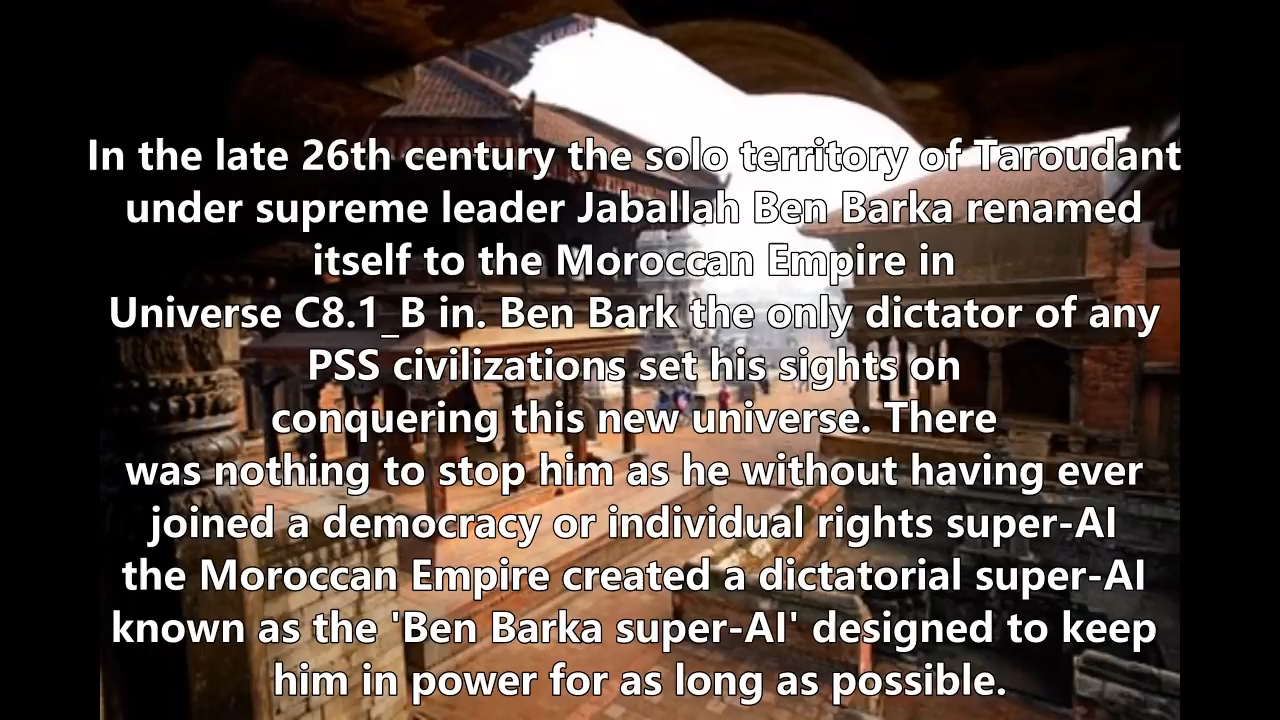 In the late 26th century the solo territory of Taroudant
under supreme leader Jaballah Ben Barka renamed
itself to the Moroccan Empire in
Universe C8.1_B in. Ben Bark the only dictator of any
PSS civilizations set his sights on
conquering this new universe. There
was nothing to stop him as he without having ever
joined a democracy or individual rights super-AI
the Moroccan Empire created a dictatorial super-AI
known as the 'Ben Barka super-AI' designed to keep
him in power for as long as possible.